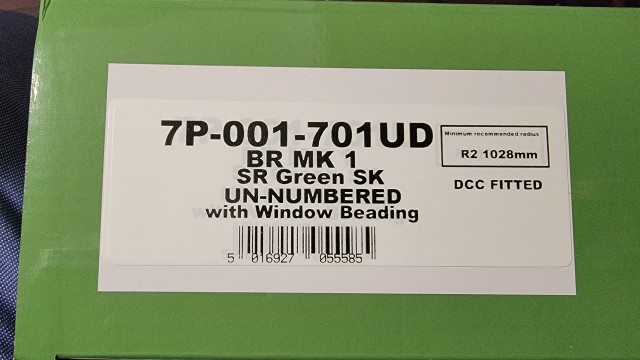 7P-001-701UD
BR MK 1
SR Green SK
UN-NUMBERED
with Window Beading
Minimum recommended radius
R2 1028mm
DCC FITTED
5 016927 055585